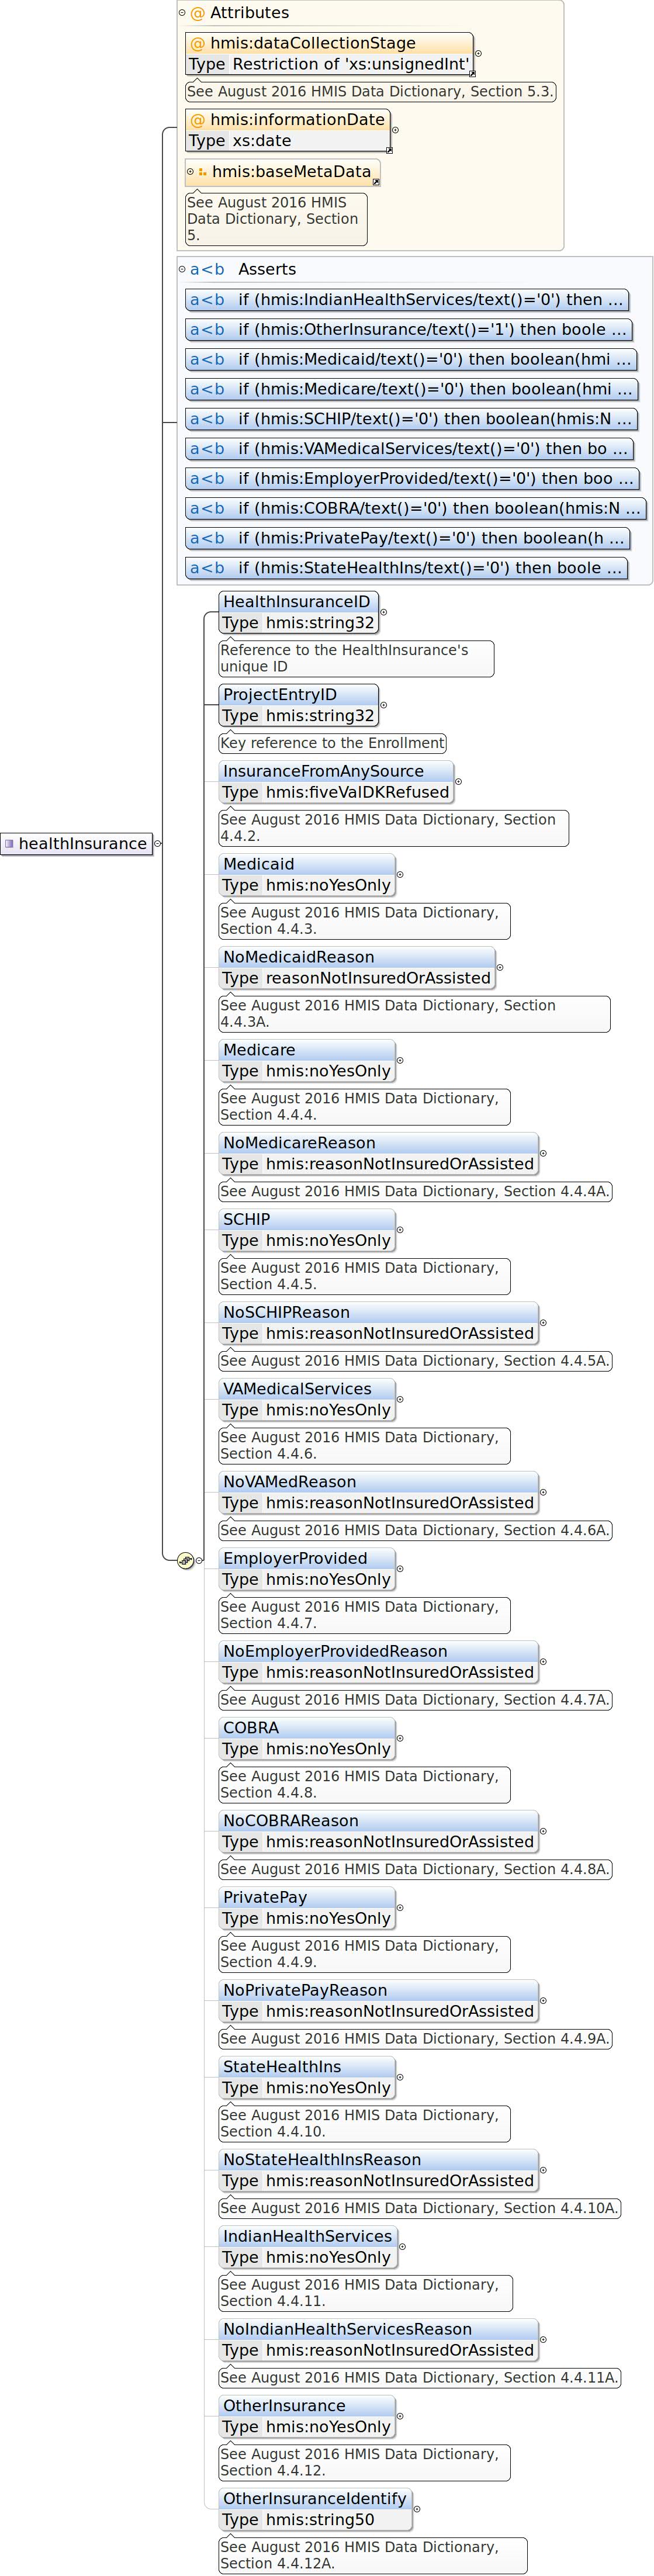 @ Attributes
@ hmis:dataCollectionStage
Type Restriction of 'xs:unsignedInt'
See August 2016 HMIS Data Dictionary, Section 5.3.
@ hmis:informationDate
Type xs:date
hmis:baseMetaData
See August 2016 HMIS
Data Dictionary, Section
5.
a<b Asserts
a<b if (hmis:IndianHealthServices/text()='0') then ...
a<b if (hmis:OtherInsurance/text()='1') then boole ...
a<b if (hmis:Medicaid/text()='0') then boolean(hmi ...
a<b if (hmis:Medicare/text()='0') then boolean(hmi ...
a<b if (hmis:SCHIP/text()='0') then boolean(hmis:N ...
a<b if (hmis:VAMedicalServices/text()='0') then bo ...
a<b if (hmis:EmployerProvided/text()='0') then boo ...
a<b if (hmis:COBRA/text()='0') then boolean(hmis:N ...
a<b if (hmis:PrivatePay/text()='0') then boolean(h ...
a<b if (hmis:StateHealthIns/text()='0') then boole ...
HealthInsuranceID
Type hmis:string32
Reference to the HealthInsurance's
unique ID
ProjectEntryID
Type hmis:string32
Key reference to the Enrollment
InsuranceFromAnySource
Type hmis:fiveValDKRefused
See August 2016 HMIS Data Dictionary, Section
4.4.2.
healthInsurance
Medicaid
Type hmis:noYesOnly
See August 2016 HMIS Data Dictionary,
Section 4.4.3.
NoMedicaidReason
Type reasonNotInsuredOrAssisted
See August 2016 HMIS Data Dictionary, Section
4.4.3A.
Medicare
Type hmis:noYesOnly
See August 2016 HMIS Data Dictionary,
Section 4.4.4.
NoMedicareReason
Type hmis:reasonNotInsuredOrAssisted
See August 2016 HMIS Data Dictionary, Section 4.4.4A.
SCHIP
Type hmis:noYesOnly
See August 2016 HMIS Data Dictionary,
Section 4.4.5.
NoSCHIPReason
Type hmis:reasonNotInsuredOrAssisted
See August 2016 HMIS Data Dictionary, Section 4.4.5A.
VAMedicalServices
Type hmis:noYesOnly
See August 2016 HMIS Data Dictionary,
Section 4.4.6.
NoVAMedReason
Type hmis:reasonNotInsuredOrAssisted
See August 2016 HMIS Data Dictionary, Section 4.4.6A.
EmployerProvided
Type hmis:noYesOnly
See August 2016 HMIS Data Dictionary,
Section 4.4.7.
NoEmployerProvidedReason
Type hmis:reasonNotInsuredOrAssisted
See August 2016 HMIS Data Dictionary, Section 4.4.7A.
COBRA
Type hmis:noYesOnly
See August 2016 HMIS Data Dictionary,
Section 4.4.8.
NoCOBRAReason
Type hmis:reasonNotInsuredOrAssisted
See August 2016 HMIS Data Dictionary, Section 4.4.8A.
PrivatePay
Type hmis:noYesOnly
See August 2016 HMIS Data Dictionary,
Section 4.4.9.
NoPrivatePayReason
Type hmis:reasonNotInsuredOrAssisted
See August 2016 HMIS Data Dictionary, Section 4.4.9A.
StateHealthIns
Type hmis:noYesOnly
See August 2016 HMIS Data Dictionary,
Section 4.4.10.
NoStateHealthInsReason
Type hmis:reasonNotInsuredOrAssisted
See August 2016 HMIS Data Dictionary, Section 4.4.10A.
IndianHealthServices
Type hmis:noYesOnly
See August 2016 HMIS Data Dictionary,
Section 4.4.11.
NoIndianHealthServicesReason
Type hmis:reasonNotInsuredOrAssisted
See August 2016 HMIS Data Dictionary, Section 4.4.11A.
OtherInsurance
Type hmis:noYesOnly
See August 2016 HMIS Data Dictionary,
Section 4.4.12.
OtherInsuranceIdentify
Type hmis:string50
See August 2016 HMIS Data Dictionary,
Section 4.4.12A.